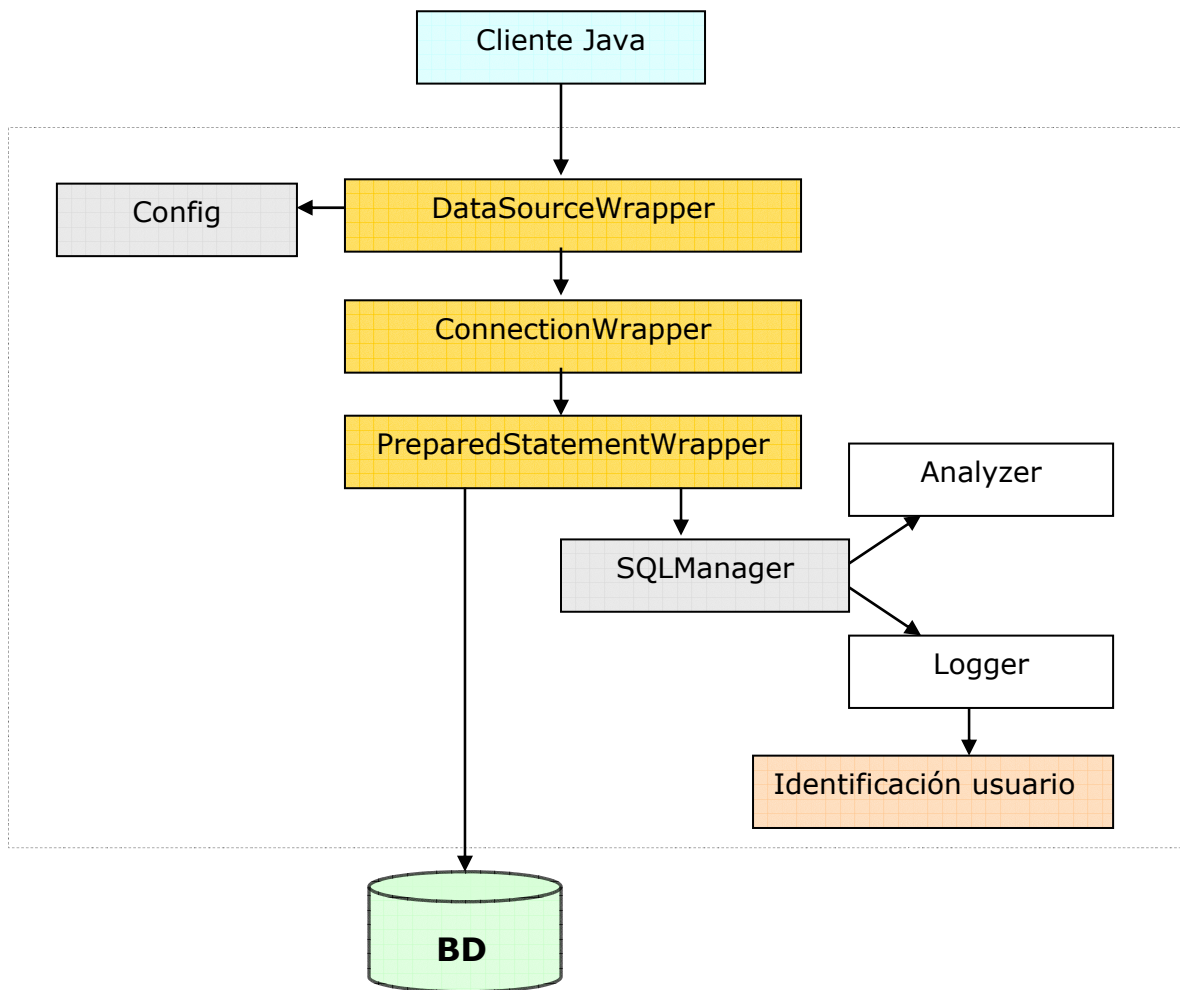 Cliente Java
Config
DataSourceWrapper
ConnectionWrapper
PreparedStatementWrapper
Analyzer
SQLManager
Logger
Identificación usuario
BD